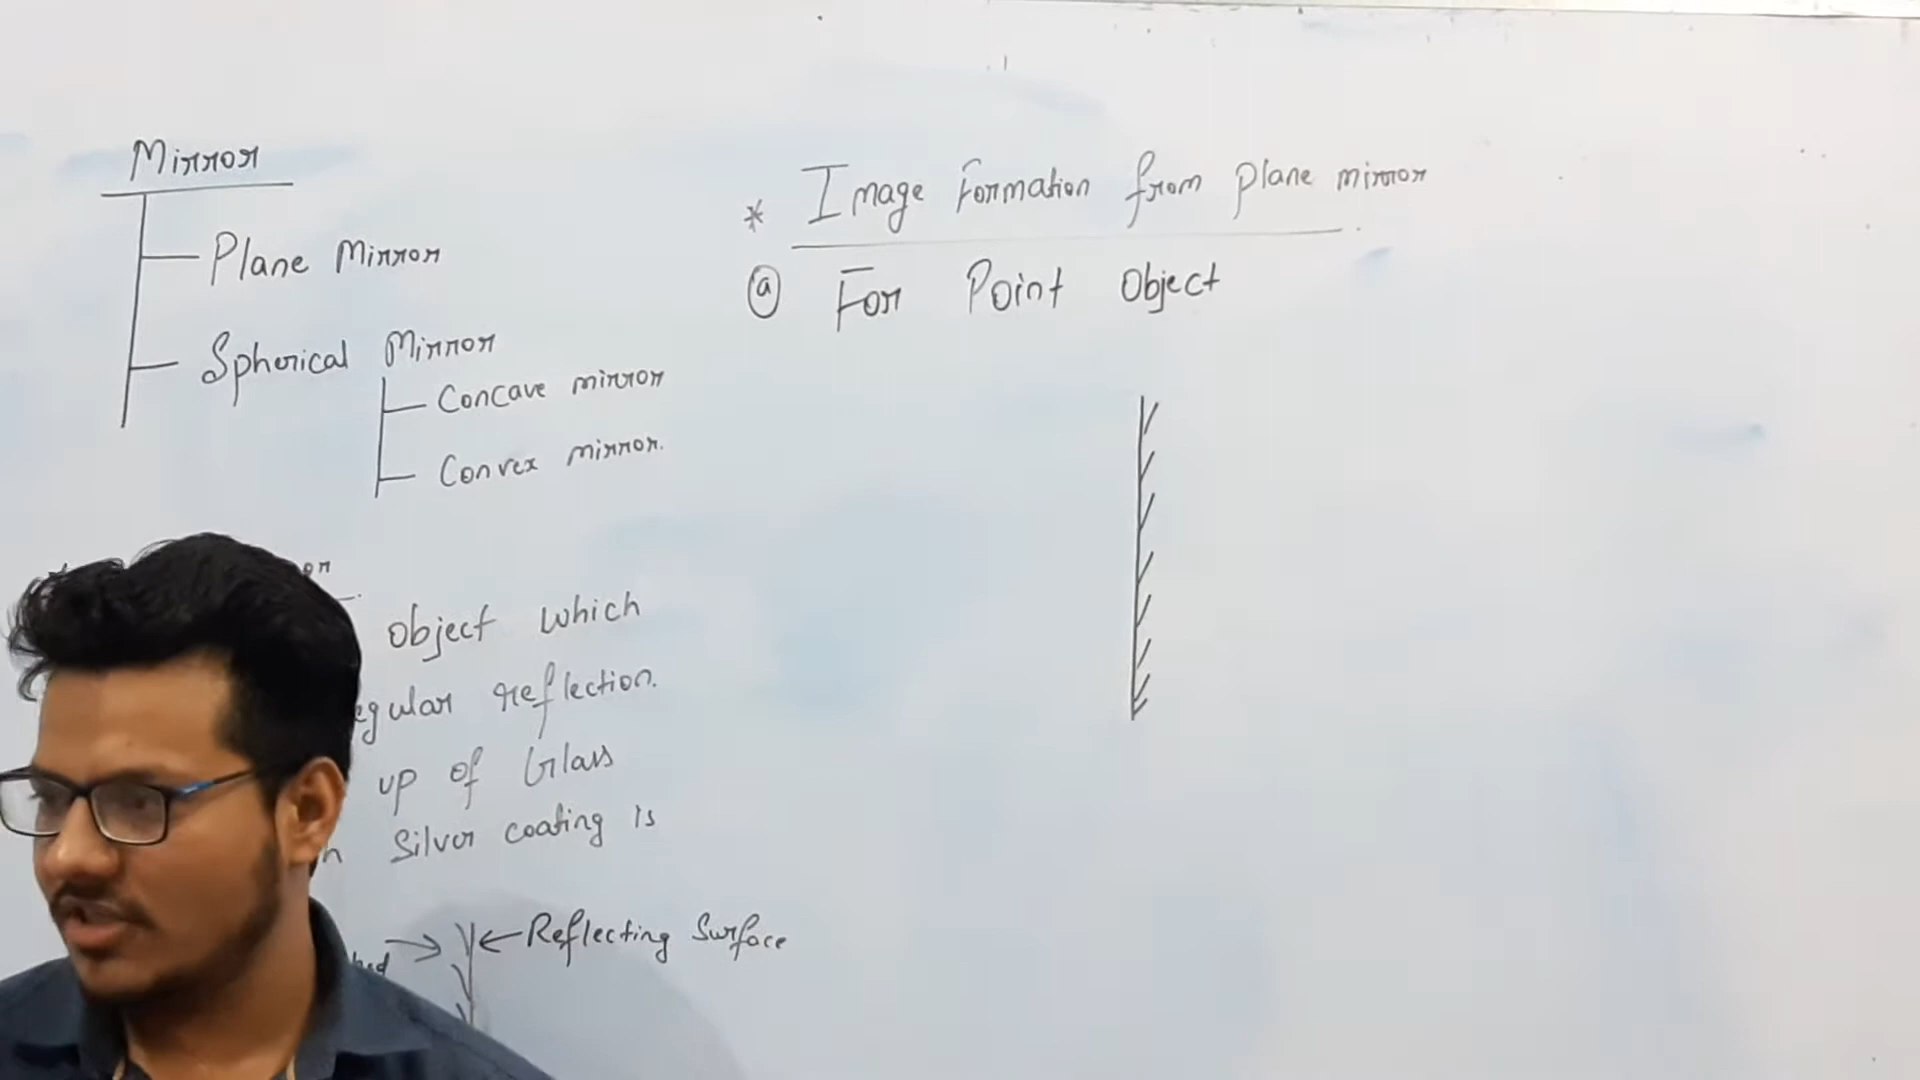 Mirror
Plane Mirror
Spherical Mirror
Concave mirror
Convex mirror.
object which
reflection.
up of Glass
Silver coating is
Reflecting Surface
* Image Formation from plane mirror
(a) For Point Object